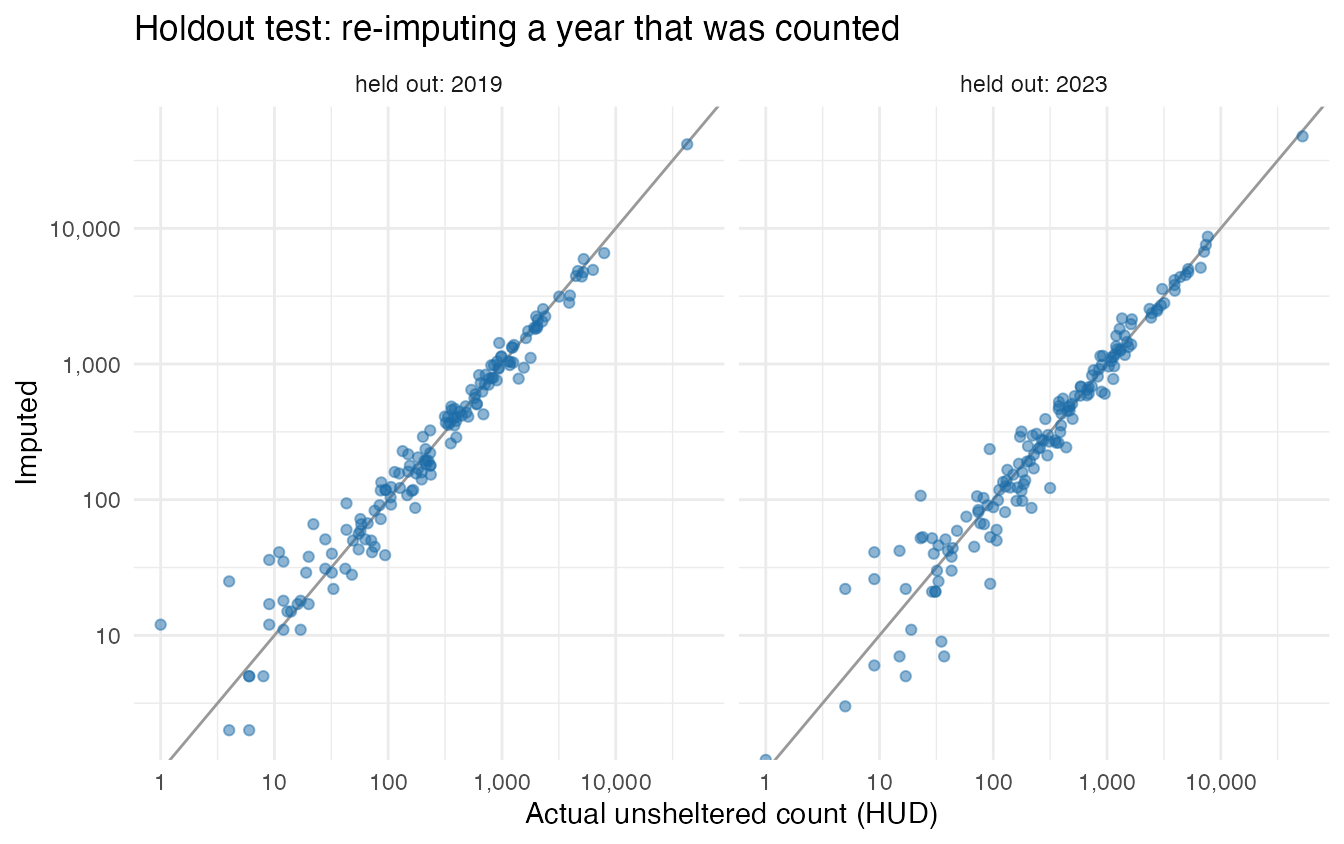 Holdout test: re-imputing a year that was counted
held out: 2019
held out: 2023
Imputed
10,000
1,000
100
10
1 10 100 1,000 10,000
1 10 100 1,000 10,000
Actual unsheltered count (HUD)